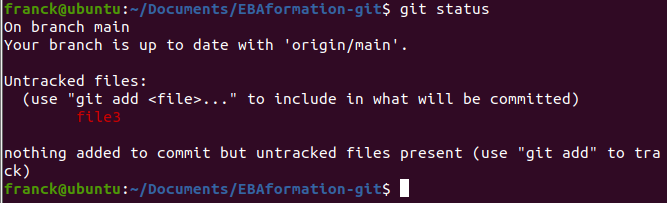 franck@ubuntu:~/Documents/EBAformation-git$ git status
On branch main
Your branch is up to date with 'origin/main'.
Untracked files:
  (use "git add <file>..." to include in what will be committed)
        file3
nothing added to commit but untracked files present (use "git add" to tra
ck)
franck@ubuntu:~/Documents/EBAformation-git$